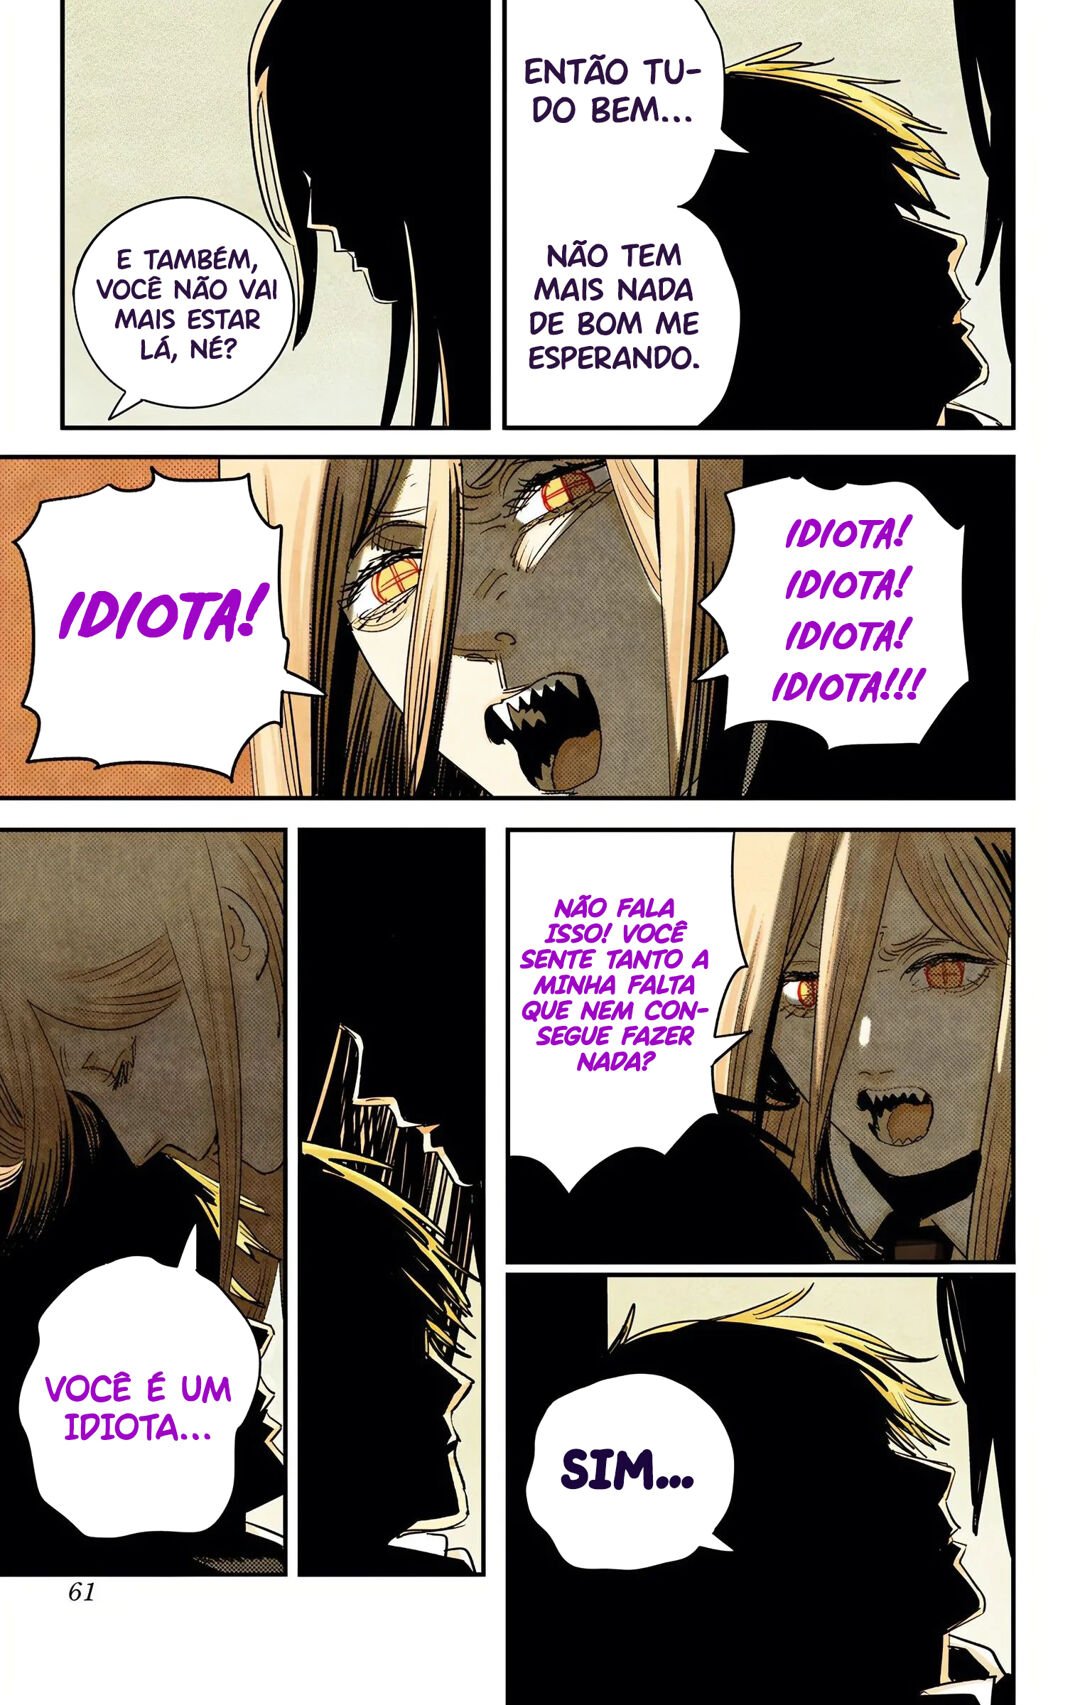 ENTÃO TU-
DO BEM...
NÃO TEM
MAIS NADA
DE BOM ME
ESPERANDO.
E TAMBÉM,
VOCÊ NÃO VAI
MAIS ESTAR
LÁ, NÉ?
IDIOTA!
IDIOTA!
IDIOTA!
IDIOTA!!!
IDIOTA!
NÃO FALA
ISSO! VOCÊ
SENTE TANTO A
MINHA FALTA
QUE NEM CON-
SEGUE FAZER
NADA?
SIM...
VOCÊ É UM
IDIOTA...
61